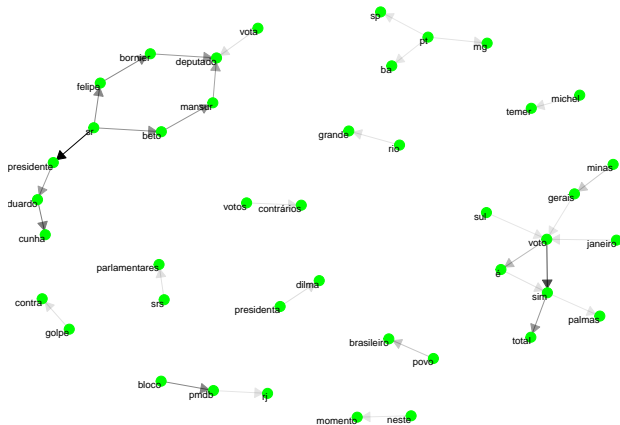 sp
vota
pt
mg
bornier
deputado
ba
felipe
michel
mansur
temer
sr
beto
grande
rio
presidente
minas
duardo
gerais
votos
contrários
sul
cunha
voto
janeiro
parlamentares
é
dilma
sim
contra
srs
presidenta
palmas
golpe
total
brasileiro
povo
bloco
pmdb
rj
momento
neste